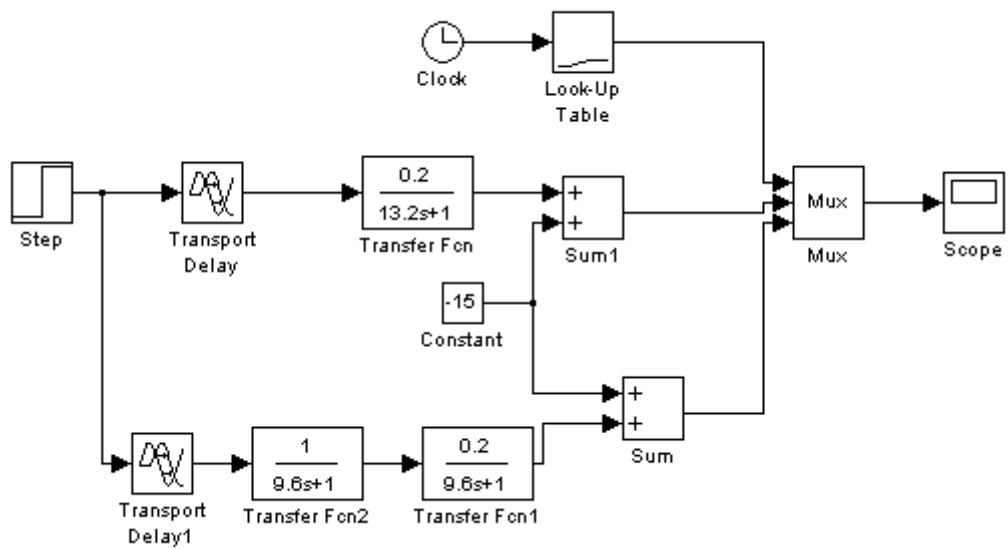 Clock
Look-Up
Table
Step
Transport
Delay
0.2
13.2s+1
Transfer Fcn
+
+
Sum1
Mux
Mux
Scope
-15
Constant
+
+
Sum
Transport
Delay1
1
9.6s+1
Transfer Fcn2
0.2
9.6s+1
Transfer Fcn1